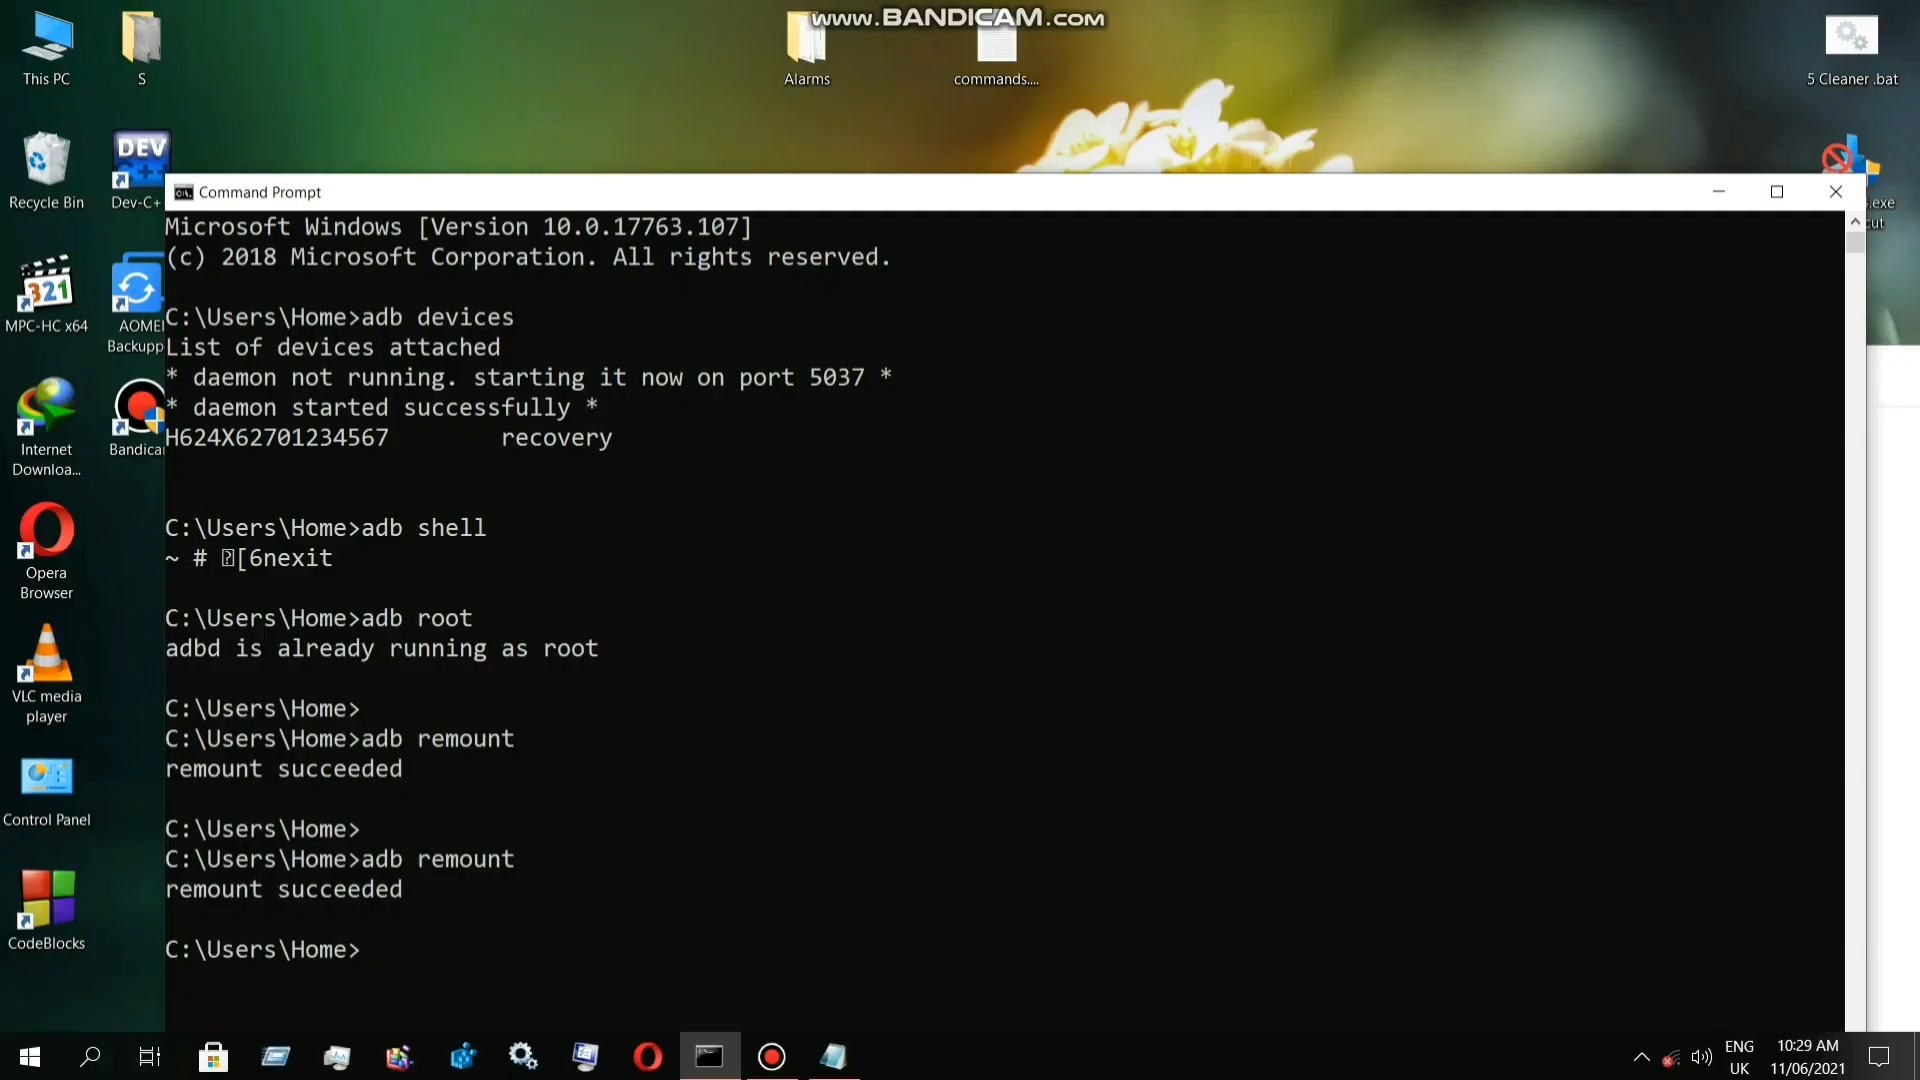 www.BANDICAM.com
This PC
S
Alarms
commands....
5 Cleaner .bat
Recycle Bin
DEV
Dev-C+
.exe
cut
Command Prompt
Microsoft Windows [Version 10.0.17763.107]
(c) 2018 Microsoft Corporation. All rights reserved.
C:\Users\Home>adb devices
List of devices attached
* daemon not running. starting it now on port 5037 *
* daemon started successfully *
H624X62701234567 recovery
C:\Users\Home>adb shell
~ # [6nexit
C:\Users\Home>adb root
adbd is already running as root
C:\Users\Home>
C:\Users\Home>adb remount
remount succeeded
C:\Users\Home>
C:\Users\Home>adb remount
remount succeeded
C:\Users\Home>
321
MPC-HC x64
AOMEI
Backupp
Internet
Downloa...
Bandica
Opera
Browser
VLC media
player
Control Panel
CodeBlocks
ENG
UK
10:29 AM
11/06/2021